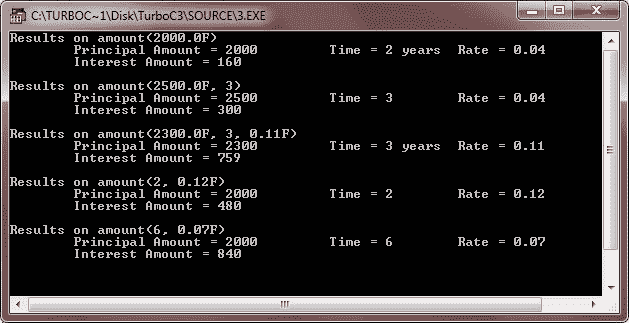 C:\TURBOC~1\Disk\TurboC3\SOURCE\3.EXE
Results on amount(2000.0F)
Principal Amount = 2000 Time = 2 years Rate = 0.04
Interest Amount = 160
Results on amount(2500.0F, 3)
Principal Amount = 2500 Time = 3 Rate = 0.04
Interest Amount = 300
Results on amount(2300.0F, 3, 0.11F)
Principal Amount = 2300 Time = 3 years Rate = 0.11
Interest Amount = 759
Results on amount(2, 0.12F)
Principal Amount = 2000 Time = 2 Rate = 0.12
Interest Amount = 480
Results on amount(6, 0.07F)
Principal Amount = 2000 Time = 6 Rate = 0.07
Interest Amount = 840